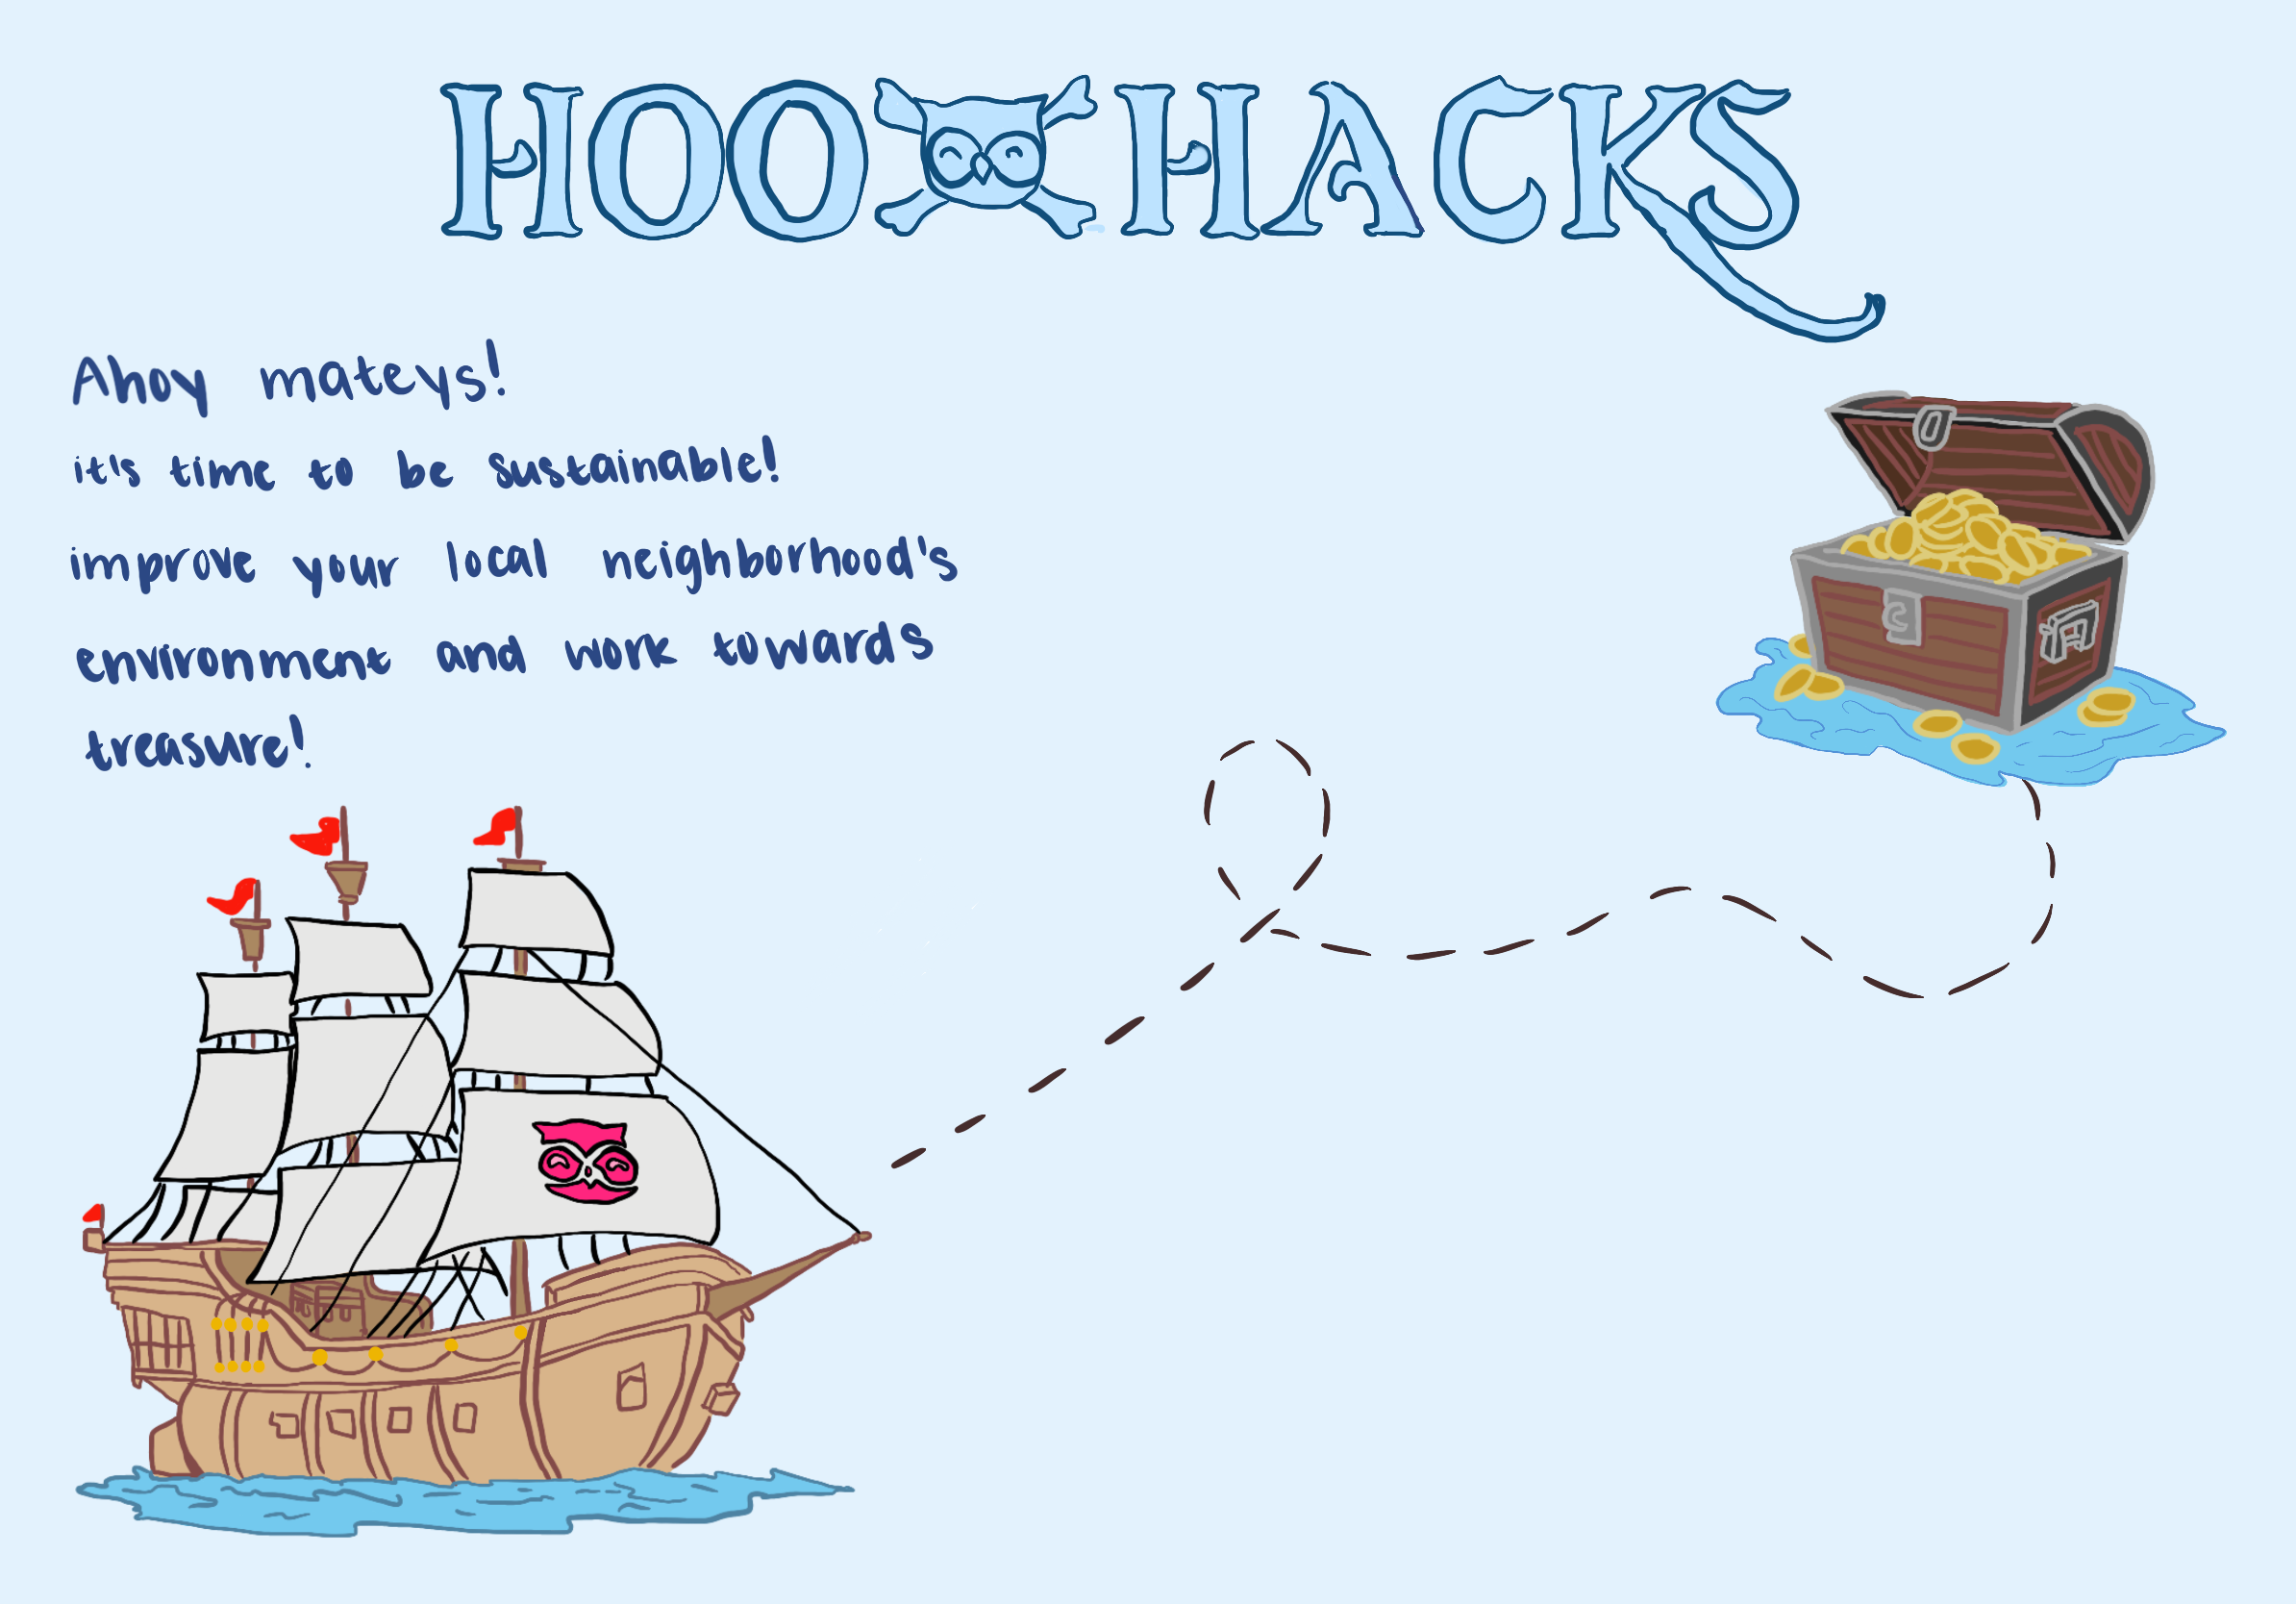 HOO HACKS
Ahoy mateys!
it's time to be sustainable!
improve your local neighborhood's
environment and work towards
treasure!